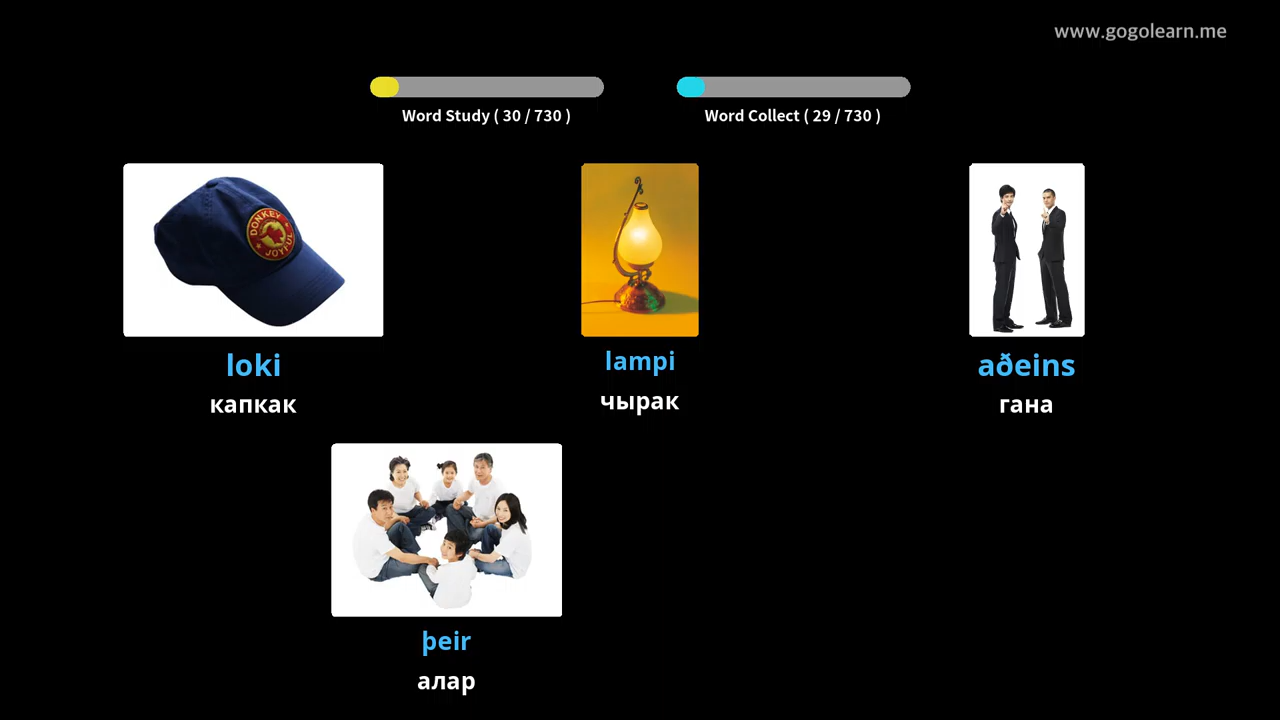 www.gogolearn.me
Word Study ( 30 / 730 )
Word Collect ( 29 / 730 )
DONKEY
JOYFUL
loki
капкак
lampi
чырак
aðeins
гана
þeir
алар